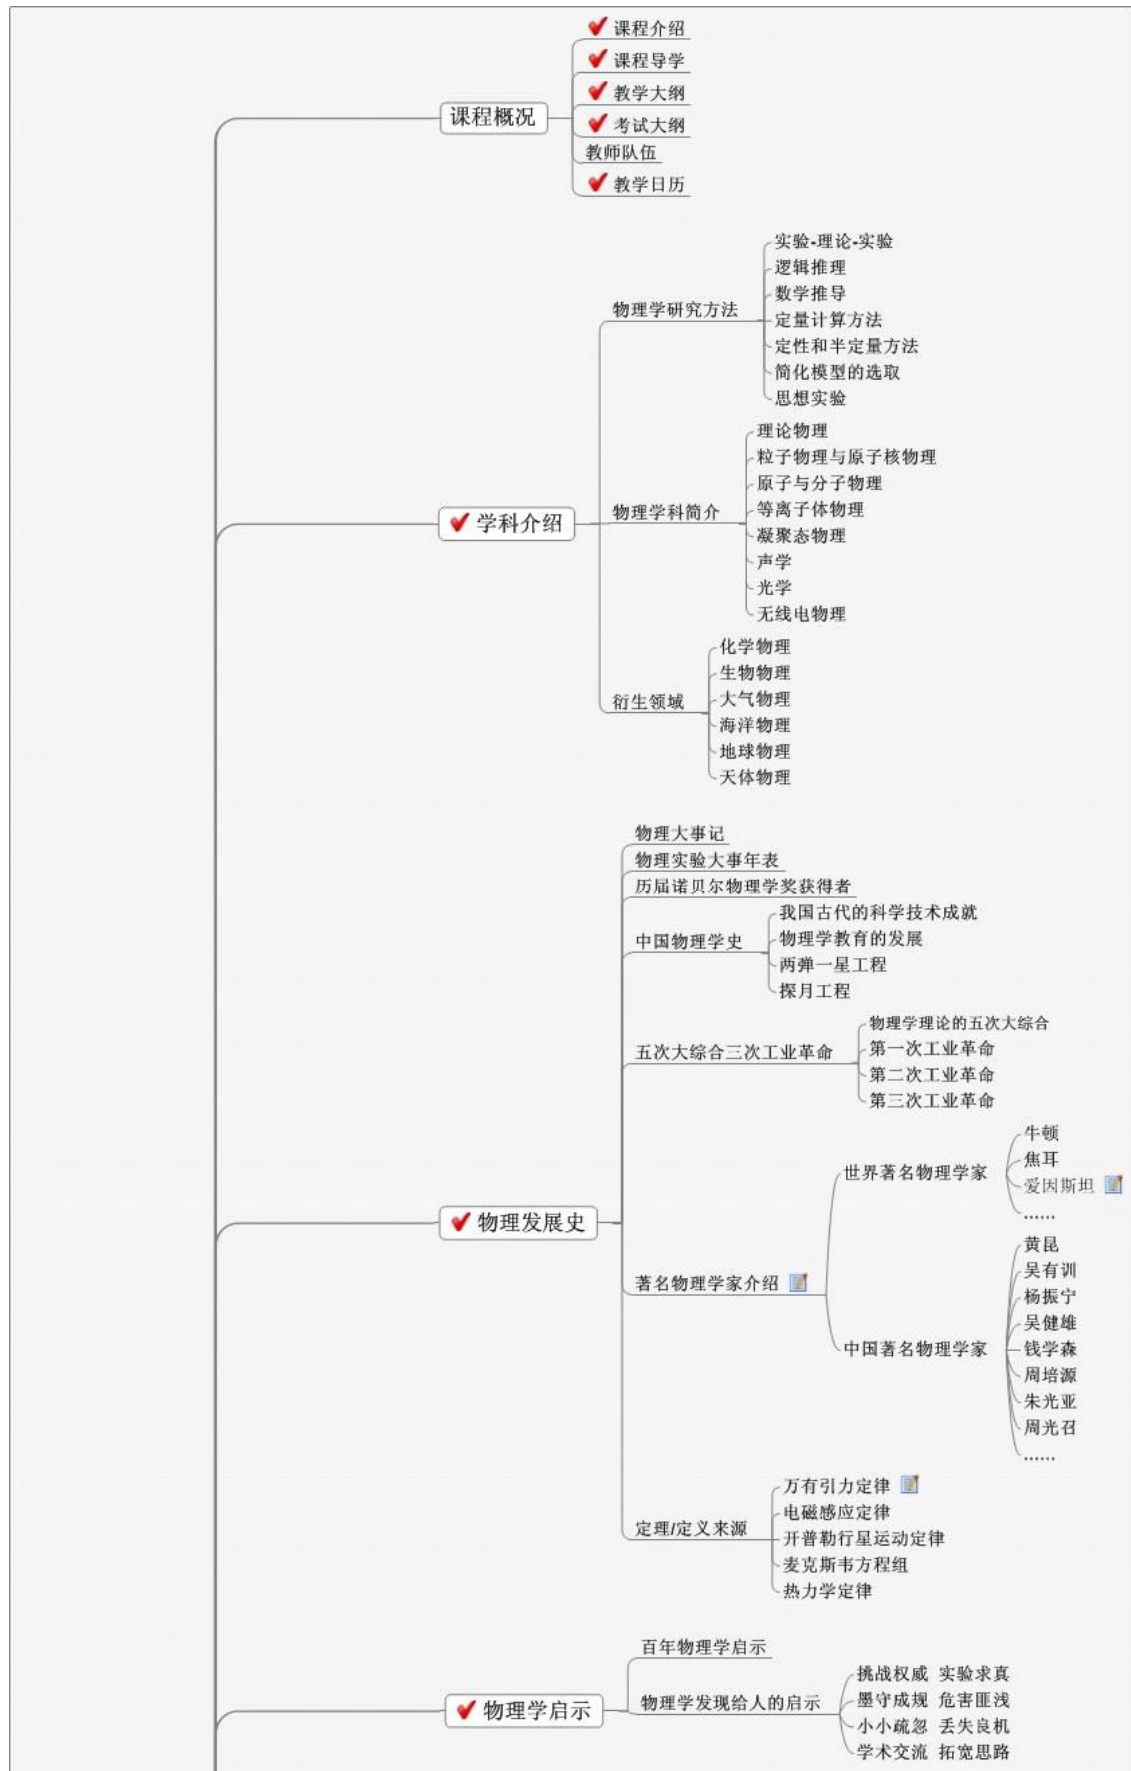 课程概况
课程介绍
课程导学
教学大纲
考试大纲
教师队伍
教学日历
学科介绍
物理学研究方法
实验-理论-实验
逻辑推理
数学推导
定量计算方法
定性和半定量方法
简化模型的选取
思想实验
物理学科简介
理论物理
粒子物理与原子核物理
原子与分子物理
等离子体物理
凝聚态物理
声学
光学
无线电物理
衍生领域
化学物理
生物物理
大气物理
海洋物理
地球物理
天体物理
物理发展史
物理大事记
物理实验大事年表
历届诺贝尔物理学奖获得者
中国物理学史
我国古代的科学技术成就
物理学教育的发展
两弹一星工程
探月工程
五次大综合三次工业革命
物理学理论的五次大综合
第一次工业革命
第二次工业革命
第三次工业革命
著名物理学家介绍
世界著名物理学家
牛顿
焦耳
爱因斯坦
……
中国著名物理学家
黄昆
吴有训
杨振宁
吴健雄
钱学森
周培源
朱光亚
周光召
……
定理/定义来源
万有引力定律
电磁感应定律
开普勒行星运动定律
麦克斯韦方程组
热力学定律
物理学启示
百年物理学启示
物理学发现给人的启示
挑战权威 实验求真
墨守成规 危害匪浅
小小疏忽 丢失良机
学术交流 拓宽思路